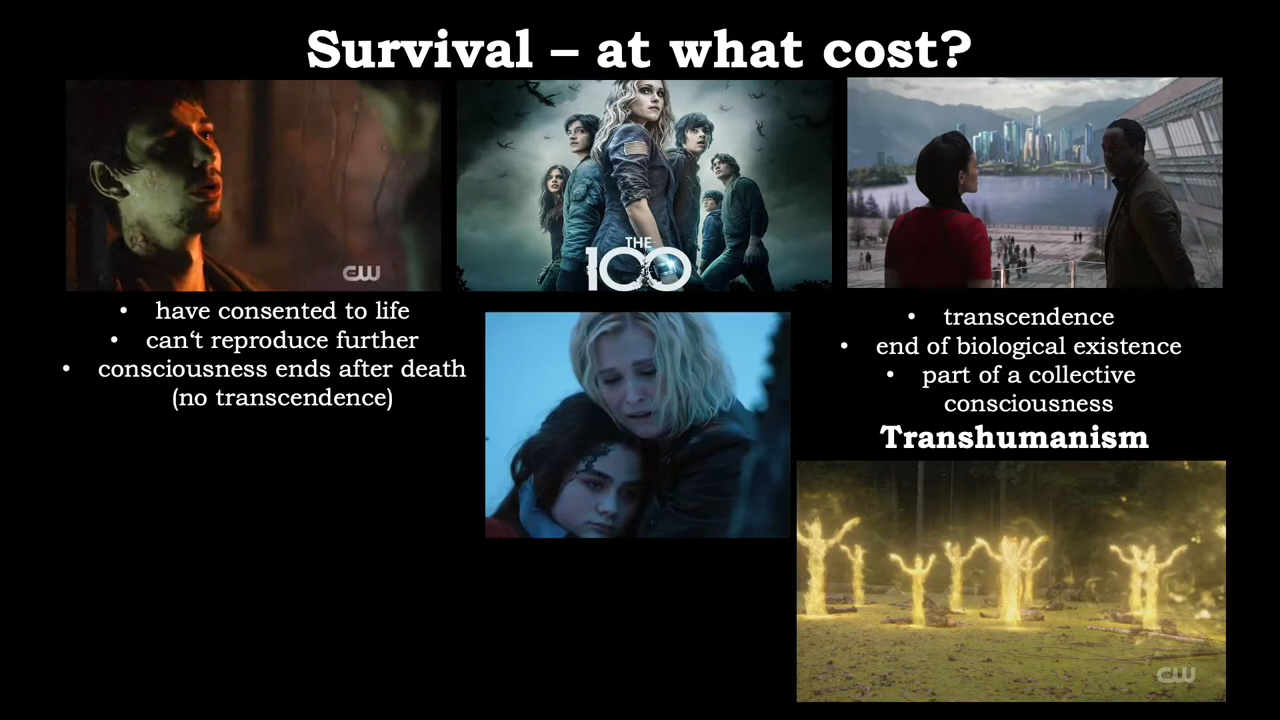 Survival – at what cost?
CW
THE
100
• have consented to life
• can‘t reproduce further
• consciousness ends after death
(no transcendence)
• transcendence
• end of biological existence
• part of a collective
consciousness
Transhumanism
CW